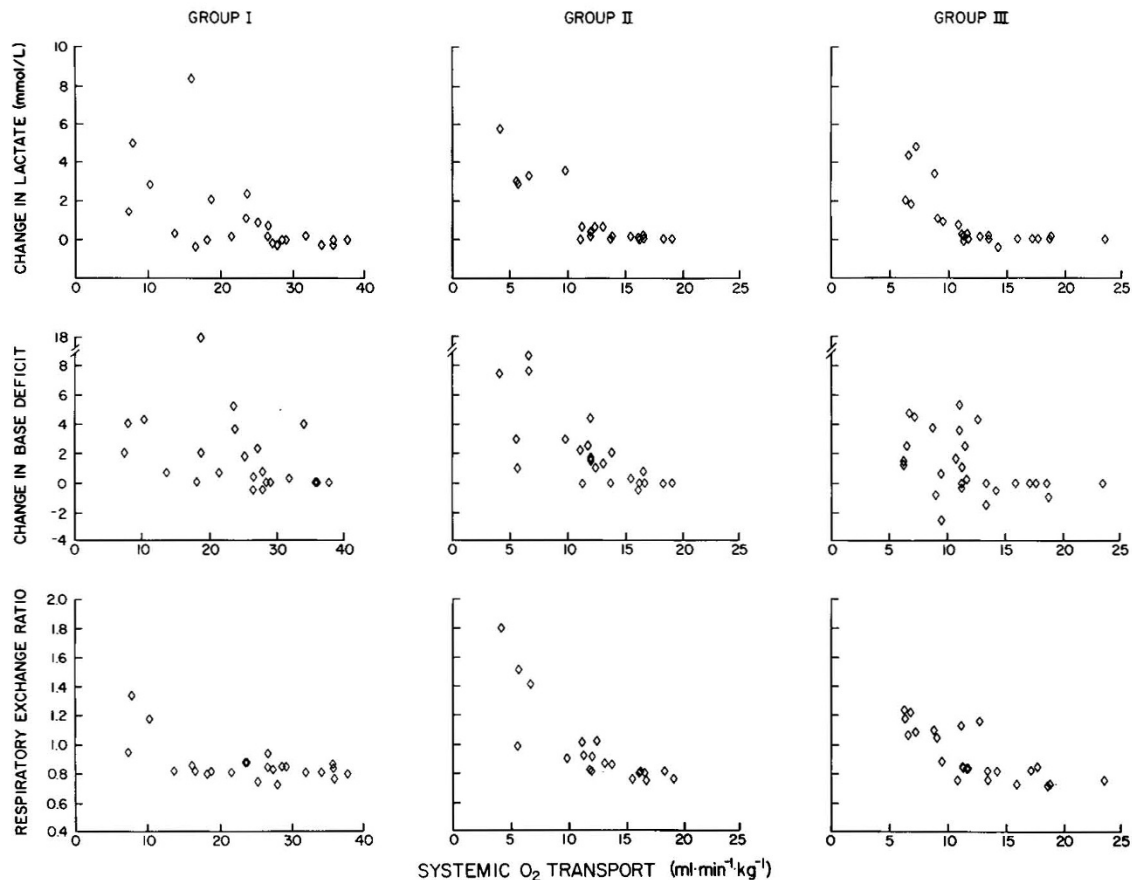 GROUP I GROUP II GROUP III
CHANGE IN LACTATE (mmol/L)
10
8
6
4
2
0
0 10 20 30 40
0 5 10 15 20 25
0 5 10 15 20 25
CHANGE IN BASE DEFICIT
18
8
6
4
2
0
-2
-4
0 10 20 30 40
0 5 10 15 20 25
0 5 10 15 20 25
RESPIRATORY EXCHANGE RATIO
2.0
1.8
1.6
1.4
1.2
1.0
0.8
0.6
0.4
0 10 20 30 40
0 5 10 15 20 25
0 5 10 15 20 25
SYSTEMIC O₂ TRANSPORT (ml·min⁻¹·kg⁻¹)